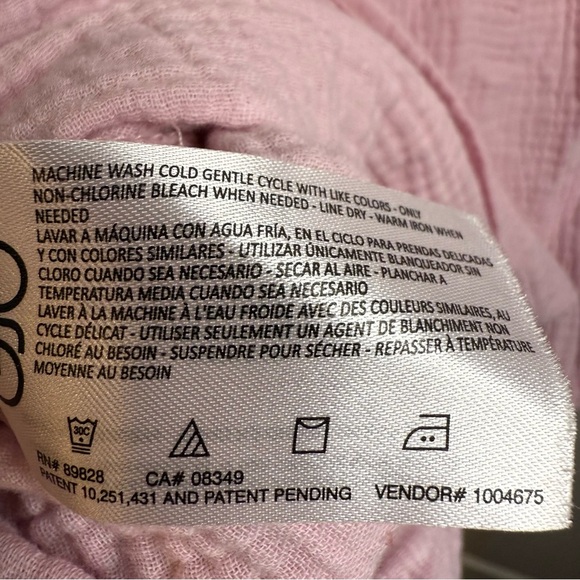 MACHINE WASH COLD GENTLE CYCLE WITH LIKE COLORS - ONLY
NON-CHLORINE BLEACH WHEN NEEDED - LINE DRY - WARM IRON WHEN
NEEDED
LAVAR A MÁQUINA CON AGUA FRÍA, EN EL CICLO PARA PRENDAS DELICADAS
Y CON COLORES SIMILARES - UTILIZAR ÚNICAMENTE BLANQUEADOR SIN
CLORO CUANDO SEA NECESARIO - SECAR AL AIRE - PLANCHAR A
TEMPERATURA MEDIA CUANDO SEA NECESARIO
LAVER À LA MACHINE À L'EAU FROIDE AVEC DES COULEURS SIMILAIRES, AU
CYCLE DÉLICAT - UTILISER SEULEMENT UN AGENT DE BLANCHIMENT NON
CHLORÉ AU BESOIN - SUSPENDRE POUR SÉCHER - REPASSER À TEMPÉRATURE
MOYENNE AU BESOIN
30C
RN# 89828 CA# 08349
PATENT 10,251,431 AND PATENT PENDING VENDOR# 1004675